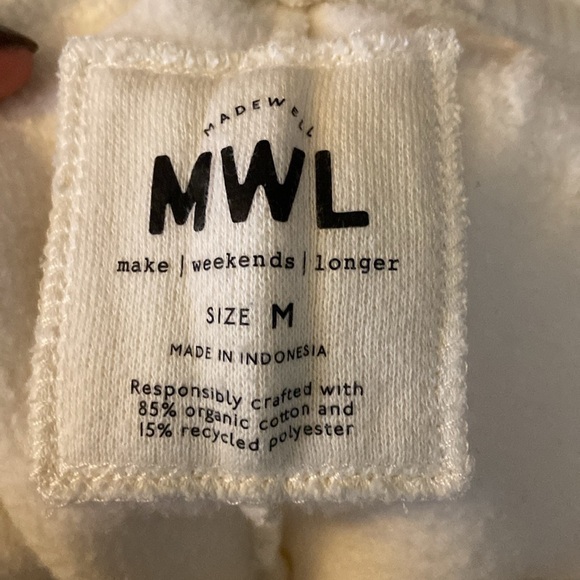 MADEWELL
MWL
make | weekends | longer
SIZE M
MADE IN INDONESIA
Responsibly crafted with
85% organic cotton and
15% recycled polyester